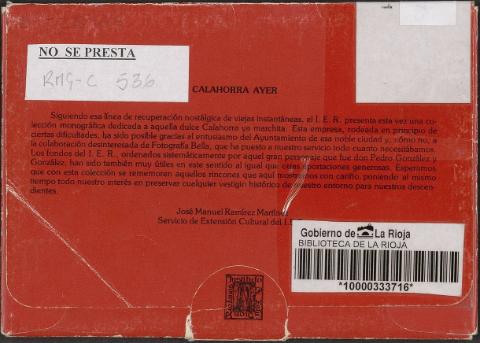 NO SE PRESTA
RMG-C 536
CALAHORRA AYER
Siguiendo esa línea de recuperación nostálgica de viejas instantáneas, el I. E. R. presenta esta vez una co-
lección monográfica dedicada a aquella dulce Calahorra ya marchita. Esta empresa, rodeada en principio de
ciertas dificultades, ha sido posible gracias al entusiasmo del Ayuntamiento de esa noble ciudad y, cómo no, a
la colaboración desinteresada de Fotografía Bella, que ha puesto a nuestro servicio todo cuanto necesitábamos.
Los fondos del I. E. R., ordenados sistemáticamente por aquel gran personaje que fue don Pedro González y
González, han sido también muy útiles en este sentido al igual que otras aportaciones generosas. Esperamos
que con esta colección se rememoren aquellos rincones que aquí mostramos con cariño, poniendo al mismo
tiempo todo nuestro interés en preservar cualquier vestigio histórico de nuestro entorno para nuestros descen-
dientes.
José Manuel Ramírez Martínez
Servicio de Extensión Cultural del I.
Gobierno de La Rioja
BIBLIOTECA DE LA RIOJA
*10000333716*